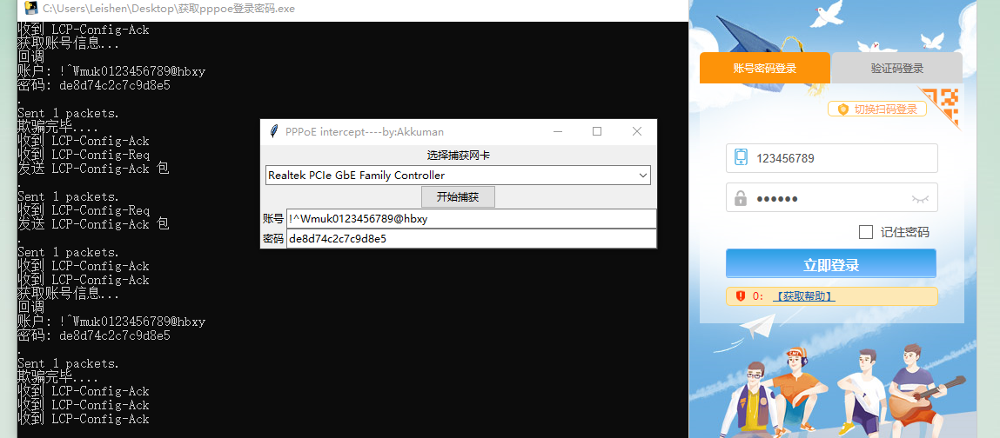 C:\Users\Leishen\Desktop\获取pppoe登录密码.exe
收到 LCP-Config-Ack
获取账号信息...
回调
账户: !^Wmuk0123456789@hbxy
密码: de8d74c2c7c9d8e5
.
Sent 1 packets.
欺骗完毕....
收到 LCP-Config-Ack
收到 LCP-Config-Req
发送 LCP-Config-Ack 包
.
Sent 1 packets.
收到 LCP-Config-Req
发送 LCP-Config-Ack 包
.
Sent 1 packets.
收到 LCP-Config-Ack
收到 LCP-Config-Ack
获取账号信息...
回调
账户: !^Wmuk0123456789@hbxy
密码: de8d74c2c7c9d8e5
.
Sent 1 packets.
欺骗完毕....
收到 LCP-Config-Ack
收到 LCP-Config-Ack
收到 LCP-Config-Ack
PPPoE intercept----by:Akkuman
选择捕获网卡
Realtek PCIe GbE Family Controller
开始捕获
账号 !^Wmuk0123456789@hbxy
密码 de8d74c2c7c9d8e5
账号密码登录 验证码登录
切换扫码登录
123456789
●●●●●●
记住密码
立即登录
0: 【获取帮助】